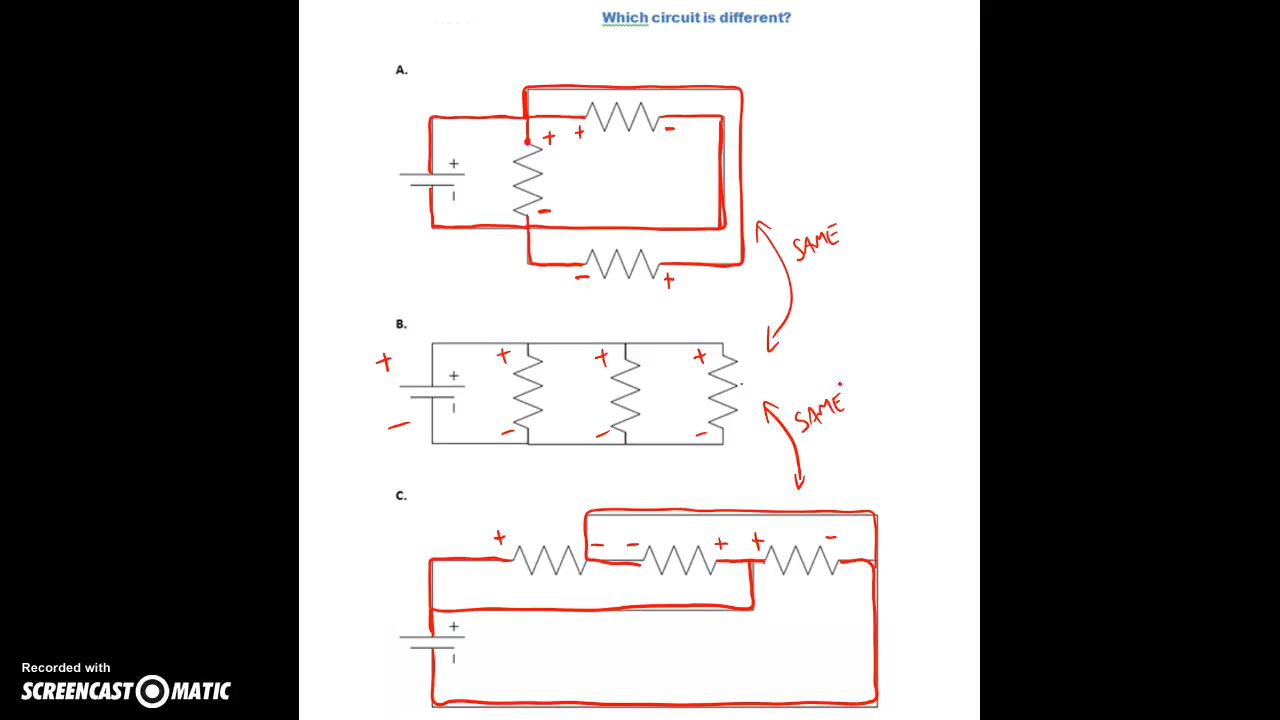 Which circuit is different?
A.
+ + -
+
-
- +
SAME
B.
+ + + +
+
- - - -
SAME
C.
+ - - + + -
+
Recorded with
SCREENCAST O MATIC